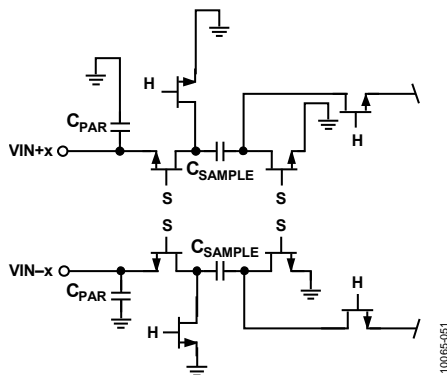 H
C_PAR
VIN+x
H
C_SAMPLE
S
S
S
S
C_SAMPLE
VIN–x
C_PAR
H
H
10065-051